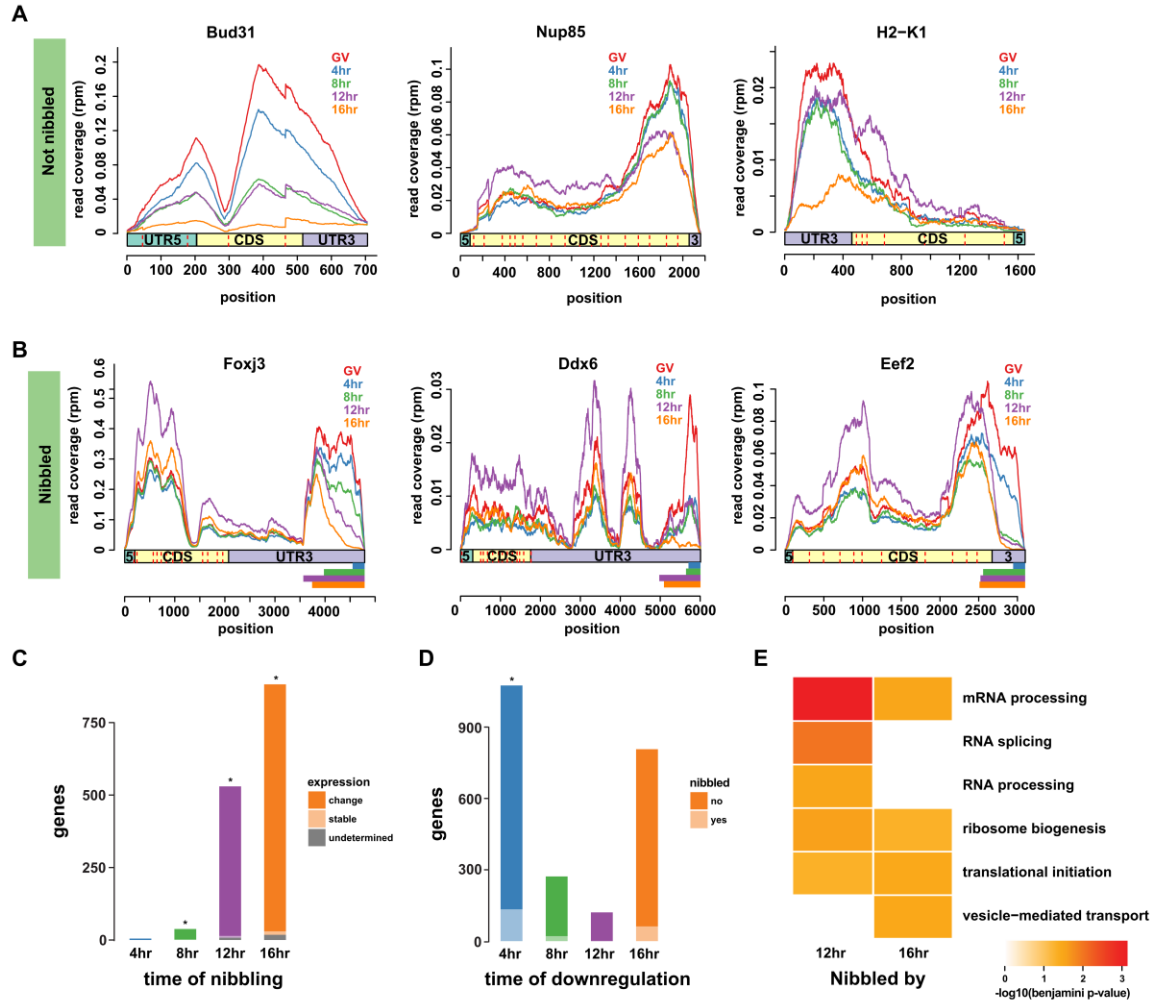 A
Not nibbled
Bud31
read coverage (rpm)
0 0.04 0.08 0.12 0.16 0.2
GV
4hr
8hr
12hr
16hr
UTR5 CDS UTR3
0 100 200 300 400 500 600 700
position
Nup85
read coverage (rpm)
0 0.02 0.04 0.06 0.08 0.1
GV
4hr
8hr
12hr
16hr
5 CDS 3
0 400 800 1200 1600 2000
position
H2−K1
read coverage (rpm)
0 0.01 0.02
GV
4hr
8hr
12hr
16hr
UTR3 CDS 5
0 400 800 1200 1600
position
B
Nibbled
Foxj3
read coverage (rpm)
0 0.1 0.2 0.3 0.4 0.5 0.6
GV
4hr
8hr
12hr
16hr
5 CDS UTR3
0 1000 2000 3000 4000
position
Ddx6
read coverage (rpm)
0 0.01 0.02 0.03
GV
4hr
8hr
12hr
16hr
5 CDS UTR3
0 1000 2000 3000 4000 5000 6000
position
Eef2
read coverage (rpm)
0 0.02 0.04 0.06 0.08 0.1
GV
4hr
8hr
12hr
16hr
5 CDS 3
0 500 1000 1500 2000 2500 3000
position
C
genes
750
500
250
0
* * *
4hr 8hr 12hr 16hr
time of nibbling
expression
change
stable
undetermined
D
genes
900
600
300
0
*
4hr 8hr 12hr 16hr
time of downregulation
nibbled
no
yes
E
mRNA processing
RNA splicing
RNA processing
ribosome biogenesis
translational initiation
vesicle−mediated transport
12hr 16hr
Nibbled by
0 1 2 3
-log10(benjamini p-value)